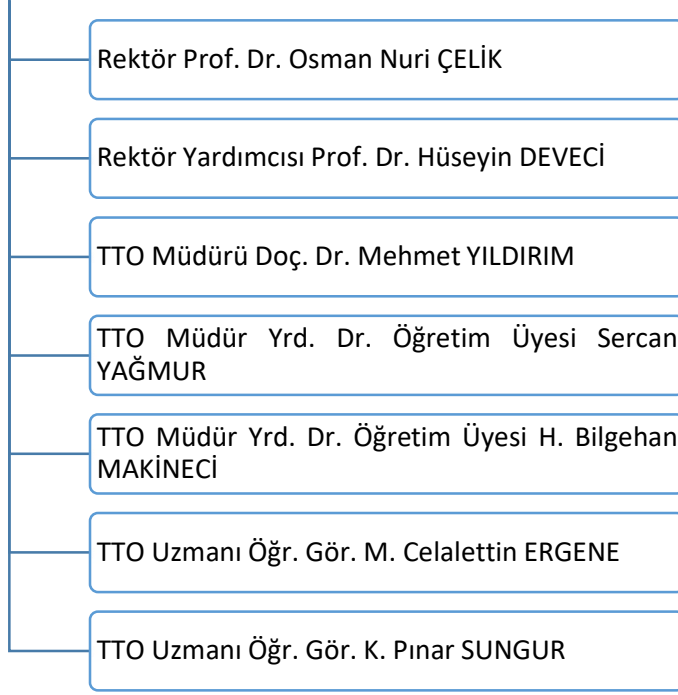 Rektör Prof. Dr. Osman Nuri ÇELİK
Rektör Yardımcısı Prof. Dr. Hüseyin DEVECİ
TTO Müdürü Doç. Dr. Mehmet YILDIRIM
TTO Müdür Yrd. Dr. Öğretim Üyesi Sercan
YAĞMUR
TTO Müdür Yrd. Dr. Öğretim Üyesi H. Bilgehan
MAKİNECİ
TTO Uzmanı Öğr. Gör. M. Celalettin ERGENE
TTO Uzmanı Öğr. Gör. K. Pınar SUNGUR